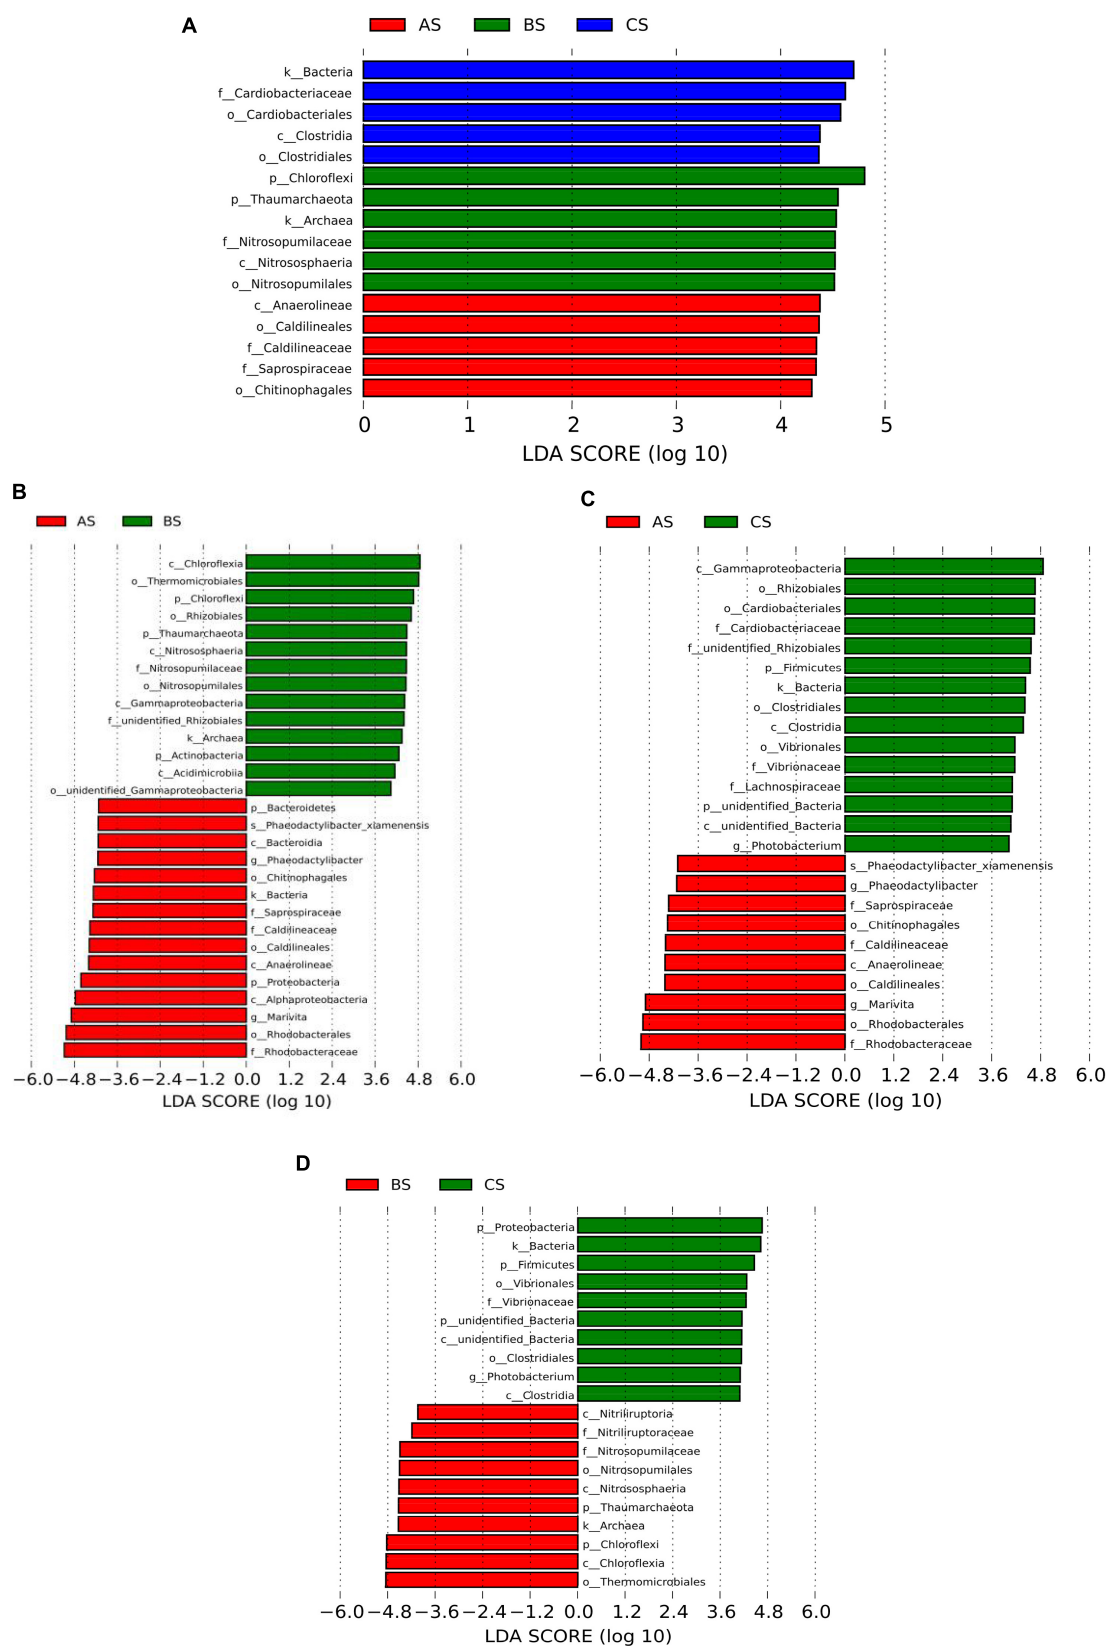 A
AS BS CS
k__Bacteria
f__Cardiobacteriaceae
o__Cardiobacteriales
c__Clostridia
o__Clostridiales
p__Chloroflexi
p__Thaumarchaeota
k__Archaea
f__Nitrosopumilaceae
c__Nitrososphaeria
o__Nitrosopumilales
c__Anaerolineae
o__Caldilineales
f__Caldilineaceae
f__Saprospiraceae
o__Chitinophagales
0 1 2 3 4 5
LDA SCORE (log 10)
B
AS BS
c__Chloroflexia
o__Thermomicrobiales
p__Chloroflexi
o__Rhizobiales
p__Thaumarchaeota
c__Nitrososphaeria
f__Nitrosopumilaceae
o__Nitrosopumilales
c__Gammaproteobacteria
f__unidentified_Rhizobiales
k__Archaea
p__Actinobacteria
c__Acidimicrobiia
o__unidentified_Gammaproteobacteria
p__Bacteroidetes
s__Phaeodactylibacter_xiamenensis
c__Bacteroidia
g__Phaeodactylibacter
o__Chitinophagales
k__Bacteria
f__Saprospiraceae
f__Caldilineaceae
o__Caldilineales
c__Anaerolineae
p__Proteobacteria
c__Alphaproteobacteria
g__Marivita
o__Rhodobacterales
f__Rhodobacteraceae
−6.0 −4.8 −3.6 −2.4 −1.2 0.0 1.2 2.4 3.6 4.8 6.0
LDA SCORE (log 10)
C
AS CS
c__Gammaproteobacteria
o__Rhizobiales
o__Cardiobacteriales
f__Cardiobacteriaceae
f__unidentified_Rhizobiales
p__Firmicutes
k__Bacteria
o__Clostridiales
c__Clostridia
o__Vibrionales
f__Vibrionaceae
f__Lachnospiraceae
p__unidentified_Bacteria
c__unidentified_Bacteria
g__Photobacterium
s__Phaeodactylibacter_xiamenensis
g__Phaeodactylibacter
f__Saprospiraceae
o__Chitinophagales
f__Caldilineaceae
c__Anaerolineae
o__Caldilineales
g__Marivita
o__Rhodobacterales
f__Rhodobacteraceae
−6.0 −4.8 −3.6 −2.4 −1.2 0.0 1.2 2.4 3.6 4.8 6.0
LDA SCORE (log 10)
D
BS CS
p__Proteobacteria
k__Bacteria
p__Firmicutes
o__Vibrionales
f__Vibrionaceae
p__unidentified_Bacteria
c__unidentified_Bacteria
o__Clostridiales
g__Photobacterium
c__Clostridia
c__Nitriliruptoria
f__Nitriliruptoraceae
f__Nitrosopumilaceae
o__Nitrosopumilales
c__Nitrososphaeria
p__Thaumarchaeota
k__Archaea
p__Chloroflexi
c__Chloroflexia
o__Thermomicrobiales
−6.0 −4.8 −3.6 −2.4 −1.2 0.0 1.2 2.4 3.6 4.8 6.0
LDA SCORE (log 10)